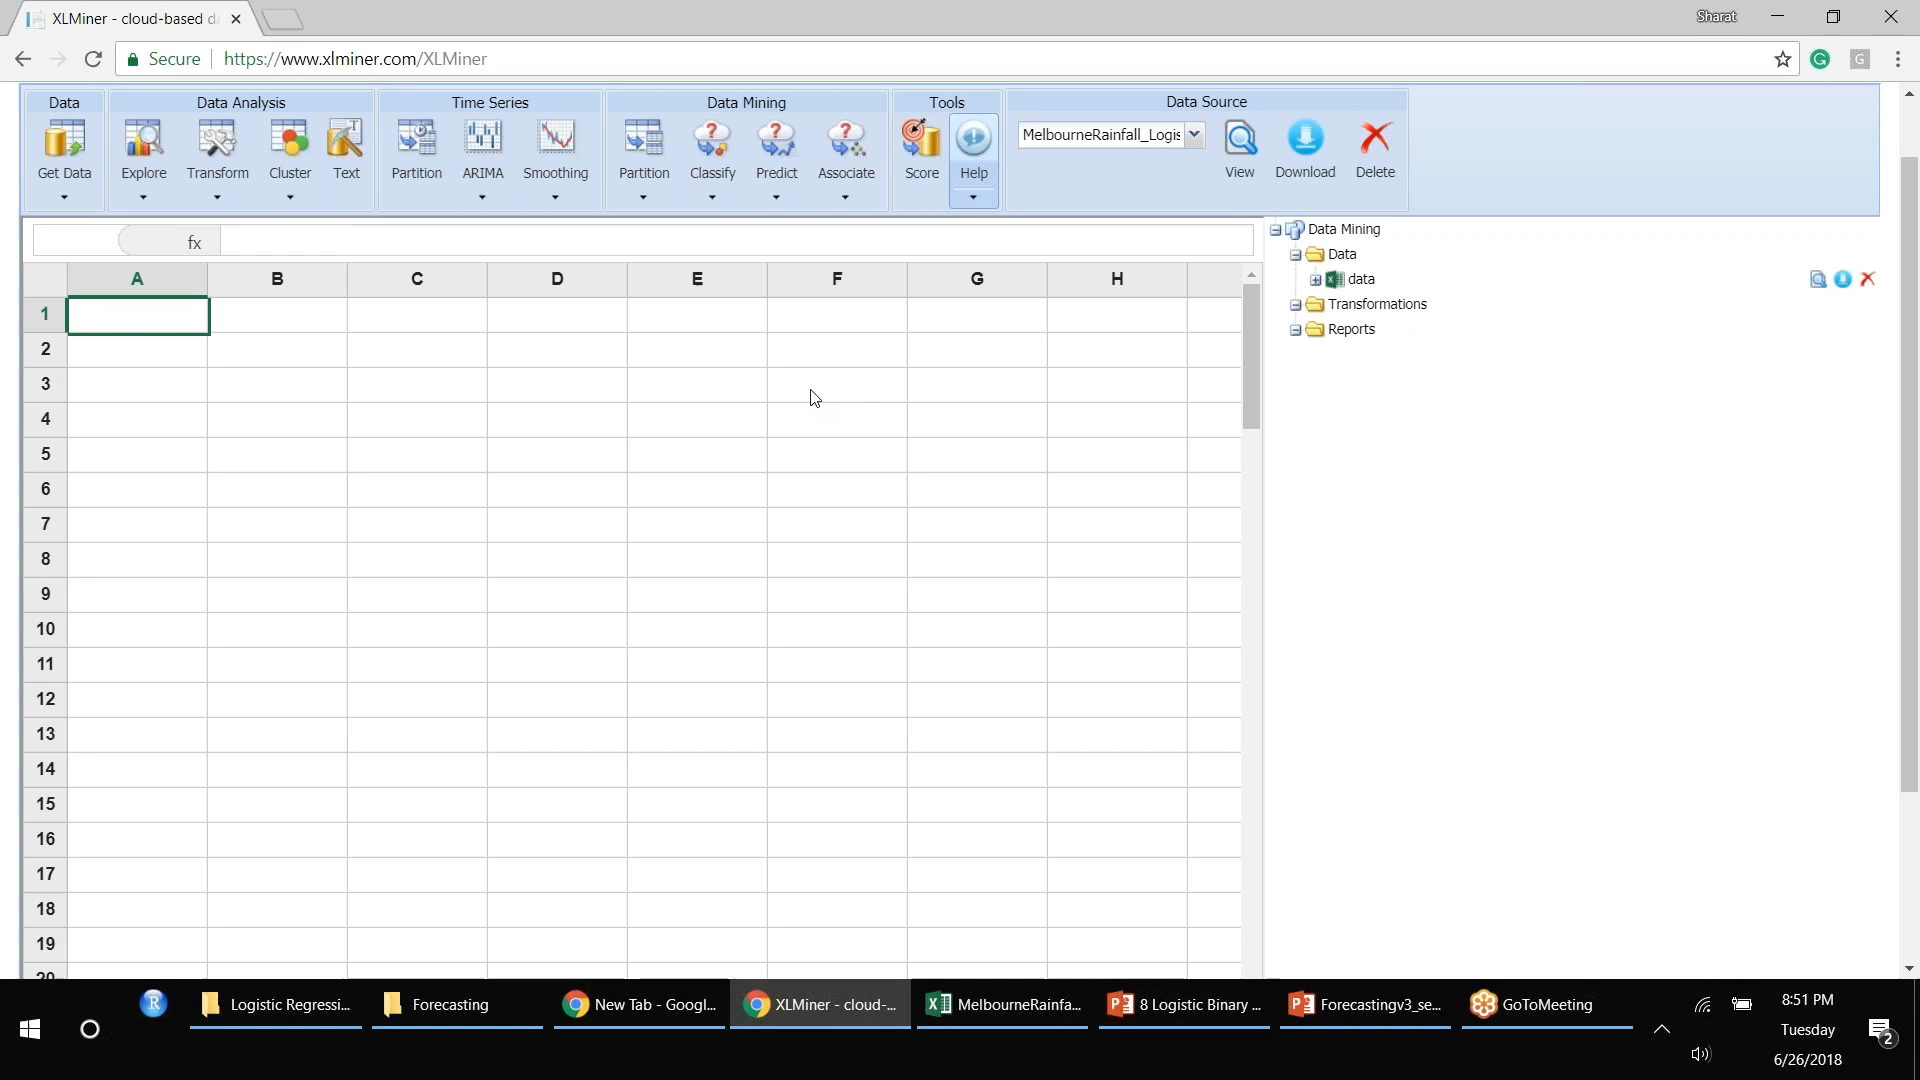 XLMiner - cloud-based d
Sharat
Secure
https://www.xlminer.com/XLMiner
Data
Data Analysis
Time Series
Data Mining
Tools
Data Source
MelbourneRainfall_Logis
Get Data
Explore
Transform
Cluster
Text
Partition
ARIMA
Smoothing
Partition
Classify
Predict
Associate
Score
Help
View
Download
Delete
fx
A B C D E F G H
1
2
3
4
5
6
7
8
9
10
11
12
13
14
15
16
17
18
19
20
Data Mining
Data
data
Transformations
Reports
R
Logistic Regressi...
Forecasting
New Tab - Googl...
XLMiner - cloud-...
MelbourneRainfa...
8 Logistic Binary ...
Forecastingv3_se...
GoToMeeting
8:51 PM
Tuesday
6/26/2018
2